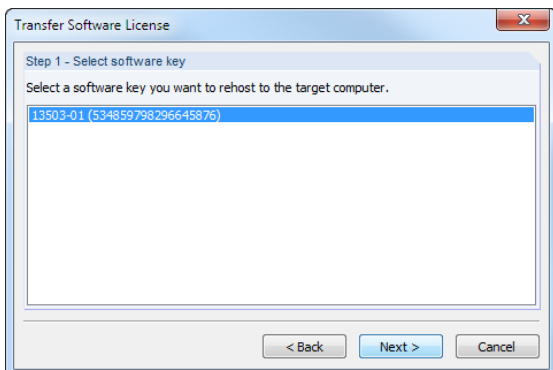 Transfer Software License
Step 1 - Select software key
Select a software key you want to rehost to the target computer.
13503-01 (534859798296645876)
< Back Next > Cancel